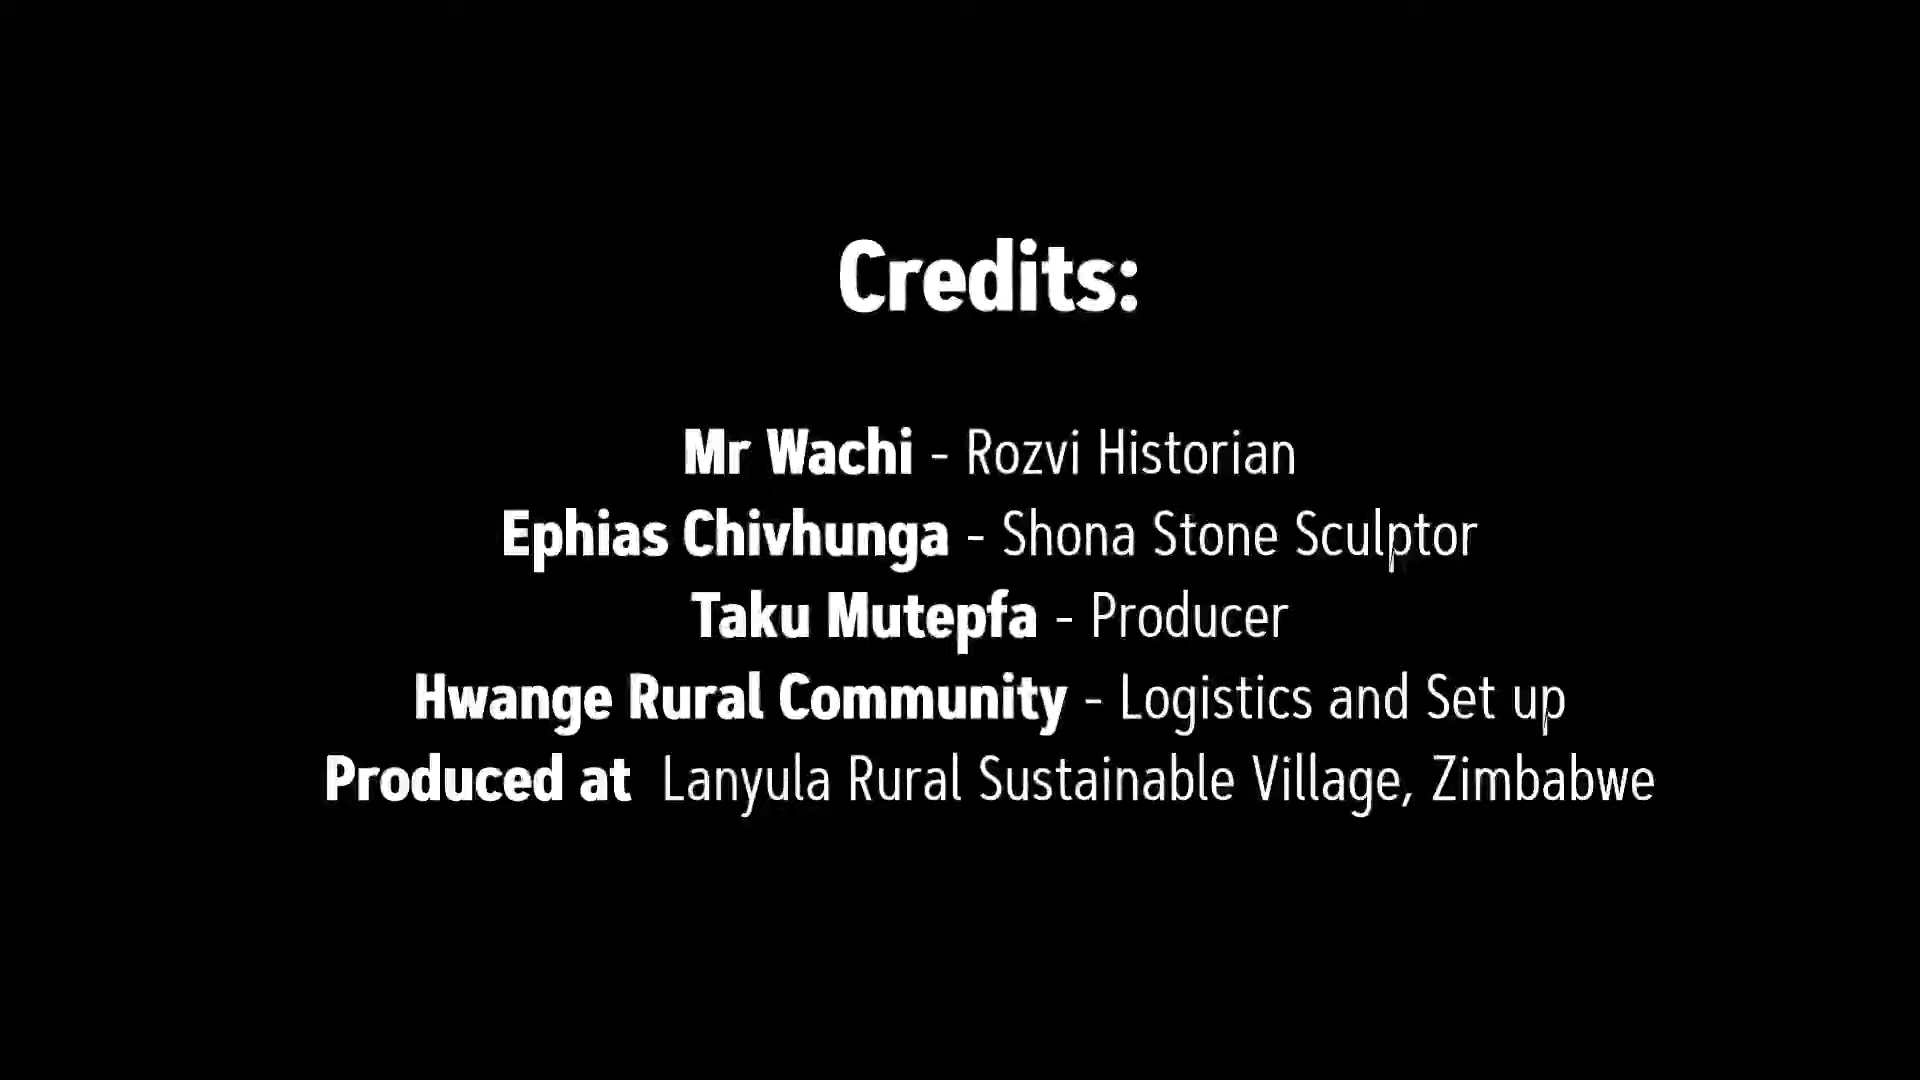 Credits:
Mr Wachi - Rozvi Historian
Ephias Chivhunga - Shona Stone Sculptor
Taku Mutepfa - Producer
Hwange Rural Community - Logistics and Set up
Produced at Lanyula Rural Sustainable Village, Zimbabwe